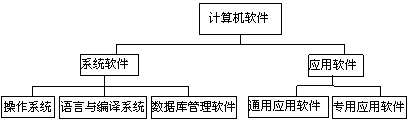 计算机软件
系统软件
应用软件
操作系统
语言与编译系统
数据库管理软件
通用应用软件
专用应用软件